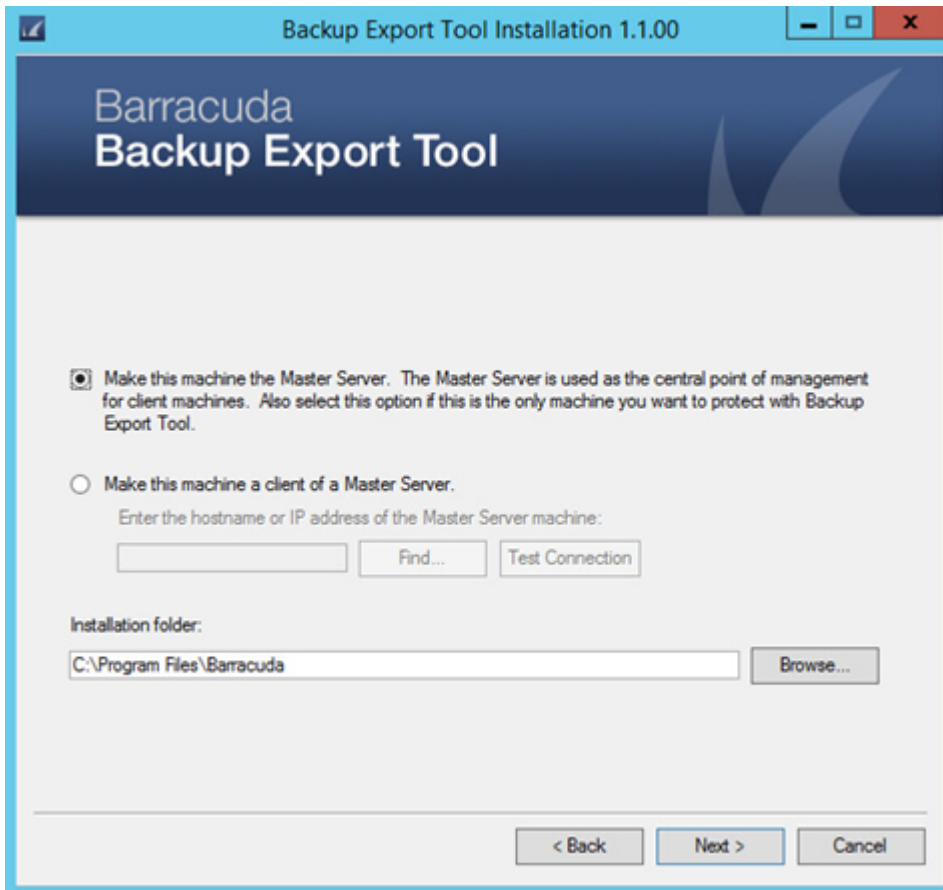 Backup Export Tool Installation 1.1.00
Barracuda
Backup Export Tool
Make this machine the Master Server. The Master Server is used as the central point of management
for client machines. Also select this option if this is the only machine you want to protect with Backup
Export Tool.
Make this machine a client of a Master Server.
Enter the hostname or IP address of the Master Server machine:
Find...
Test Connection
Installation folder:
C:\Program Files\Barracuda
Browse...
< Back
Next >
Cancel